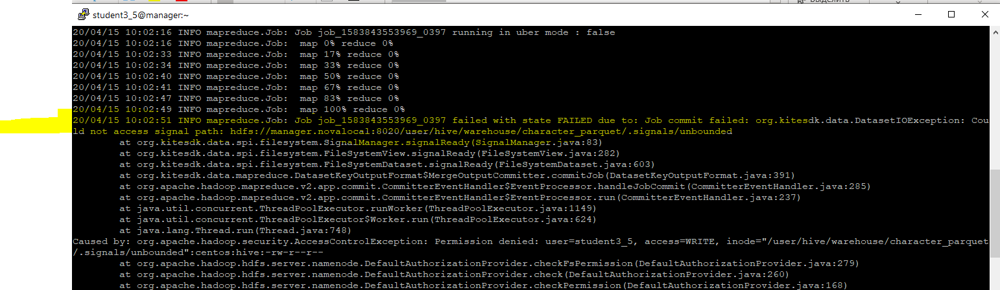 Выделить
student3_5@manager:~
20/04/15 10:02:16 INFO mapreduce.Job: Job job_1583843553969_0397 running in uber mode : false
20/04/15 10:02:16 INFO mapreduce.Job:  map 0% reduce 0%
20/04/15 10:02:33 INFO mapreduce.Job:  map 17% reduce 0%
20/04/15 10:02:34 INFO mapreduce.Job:  map 33% reduce 0%
20/04/15 10:02:40 INFO mapreduce.Job:  map 50% reduce 0%
20/04/15 10:02:41 INFO mapreduce.Job:  map 67% reduce 0%
20/04/15 10:02:47 INFO mapreduce.Job:  map 83% reduce 0%
20/04/15 10:02:49 INFO mapreduce.Job:  map 100% reduce 0%
20/04/15 10:02:51 INFO mapreduce.Job: Job job_1583843553969_0397 failed with state FAILED due to: Job commit failed: org.kitesdk.data.DatasetIOException: Cou
ld not access signal path: hdfs://manager.novalocal:8020/user/hive/warehouse/character_parquet/.signals/unbounded
at org.kitesdk.data.spi.filesystem.SignalManager.signalReady(SignalManager.java:83)
at org.kitesdk.data.spi.filesystem.FileSystemView.signalReady(FileSystemView.java:282)
at org.kitesdk.data.spi.filesystem.FileSystemDataset.signalReady(FileSystemDataset.java:603)
at org.kitesdk.data.mapreduce.DatasetKeyOutputFormat$MergeOutputCommitter.commitJob(DatasetKeyOutputFormat.java:391)
at org.apache.hadoop.mapreduce.v2.app.commit.CommitterEventHandler$EventProcessor.handleJobCommit(CommitterEventHandler.java:285)
at org.apache.hadoop.mapreduce.v2.app.commit.CommitterEventHandler$EventProcessor.run(CommitterEventHandler.java:237)
at java.util.concurrent.ThreadPoolExecutor.runWorker(ThreadPoolExecutor.java:1149)
at java.util.concurrent.ThreadPoolExecutor$Worker.run(ThreadPoolExecutor.java:624)
at java.lang.Thread.run(Thread.java:748)
Caused by: org.apache.hadoop.security.AccessControlException: Permission denied: user=student3_5, access=WRITE, inode="/user/hive/warehouse/character_parquet
/.signals/unbounded":centos:hive:-rw-r--r--
at org.apache.hadoop.hdfs.server.namenode.DefaultAuthorizationProvider.checkFsPermission(DefaultAuthorizationProvider.java:279)
at org.apache.hadoop.hdfs.server.namenode.DefaultAuthorizationProvider.check(DefaultAuthorizationProvider.java:260)
at org.apache.hadoop.hdfs.server.namenode.DefaultAuthorizationProvider.checkPermission(DefaultAuthorizationProvider.java:168)